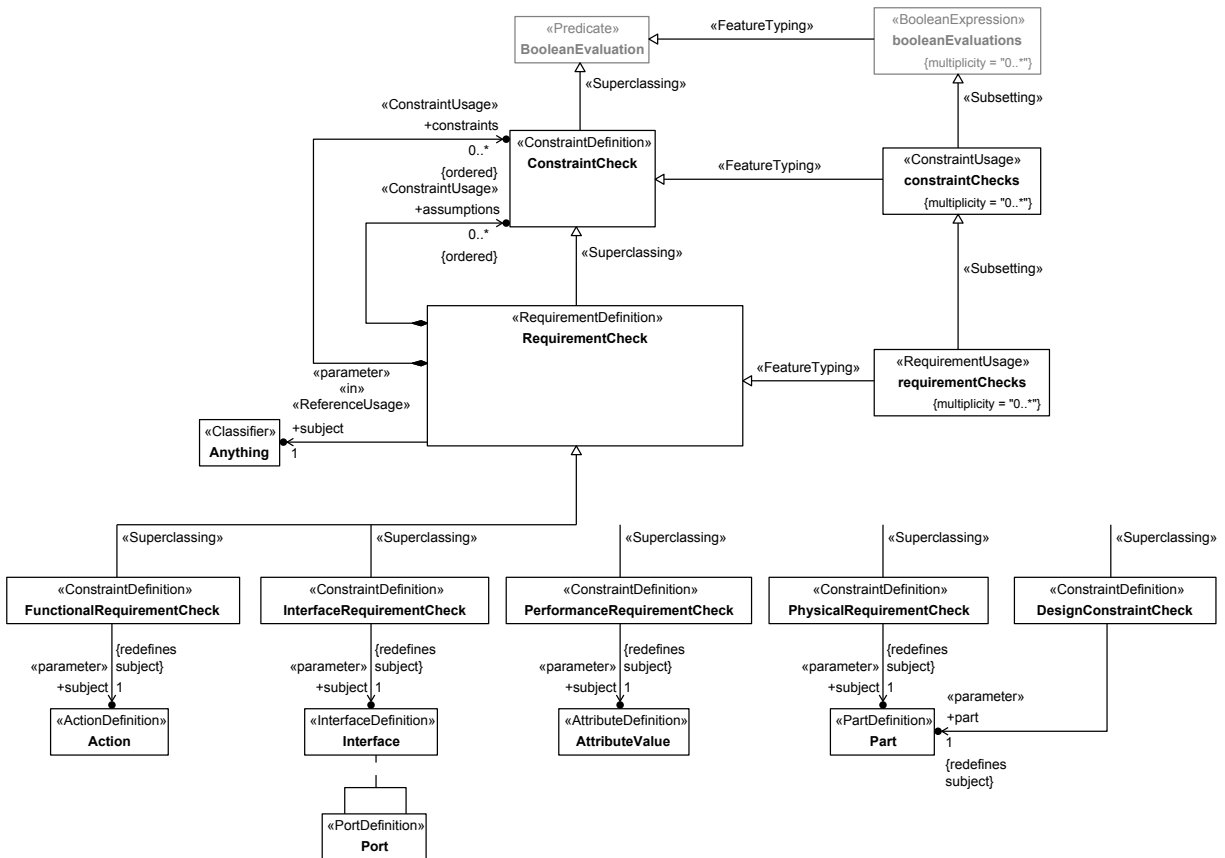 «Predicate»
BooleanEvaluation
«FeatureTyping»
«BooleanExpression»
booleanEvaluations
{multiplicity = "0..*"}
«Superclassing»
«Subsetting»
«ConstraintUsage»
+constraints
0..*
{ordered}
«ConstraintDefinition»
ConstraintCheck
«FeatureTyping»
«ConstraintUsage»
constraintChecks
{multiplicity = "0..*"}
«ConstraintUsage»
+assumptions
0..*
{ordered}
«Superclassing»
«Subsetting»
«RequirementDefinition»
RequirementCheck
«FeatureTyping»
«RequirementUsage»
requirementChecks
{multiplicity = "0..*"}
«parameter»
«in»
«ReferenceUsage»
+subject
1
«Classifier»
Anything
«Superclassing»
«Superclassing»
«Superclassing»
«Superclassing»
«Superclassing»
«ConstraintDefinition»
FunctionalRequirementCheck
«ConstraintDefinition»
InterfaceRequirementCheck
«ConstraintDefinition»
PerformanceRequirementCheck
«ConstraintDefinition»
PhysicalRequirementCheck
«ConstraintDefinition»
DesignConstraintCheck
«parameter»
+subject
{redefines
subject}
1
«parameter»
+subject
{redefines
subject}
1
«parameter»
+subject
{redefines
subject}
1
«parameter»
+subject
{redefines
subject}
1
«parameter»
+part
1
{redefines
subject}
«ActionDefinition»
Action
«InterfaceDefinition»
Interface
«AttributeDefinition»
AttributeValue
«PartDefinition»
Part
«PortDefinition»
Port